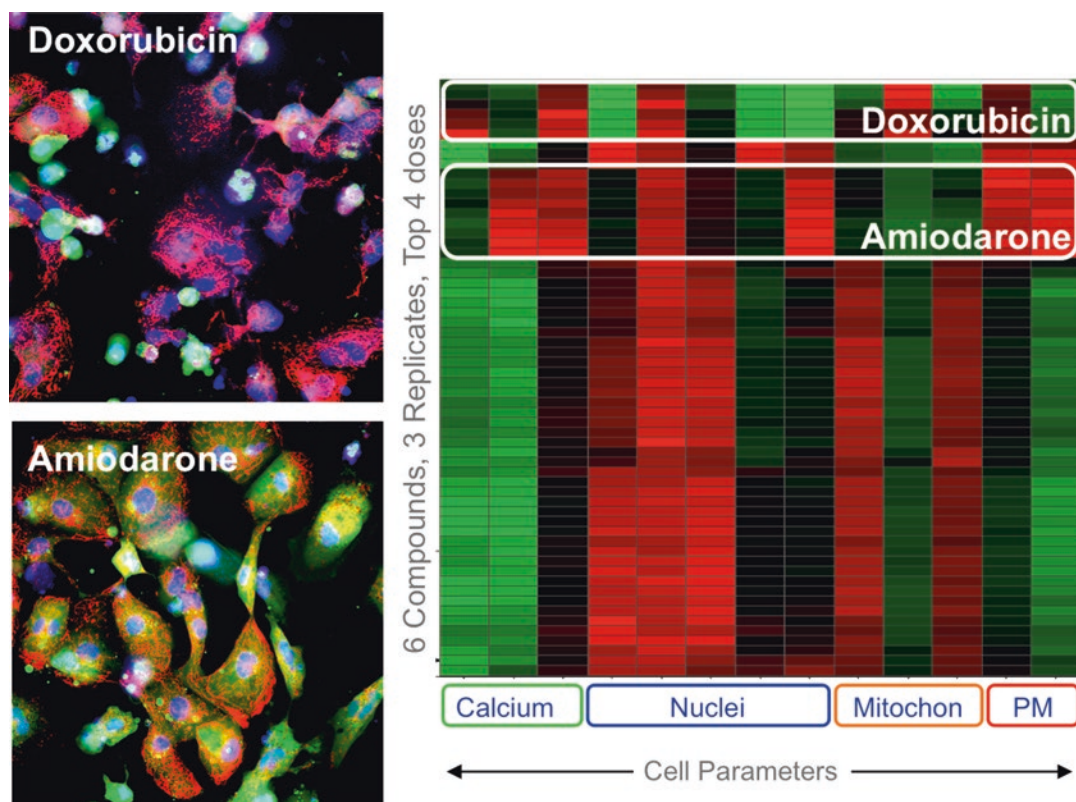 Doxorubicin
Amiodarone
6 Compounds, 3 Replicates, Top 4 doses
Doxorubicin
Amiodarone
Calcium
Nuclei
Mitochon
PM
Cell Parameters